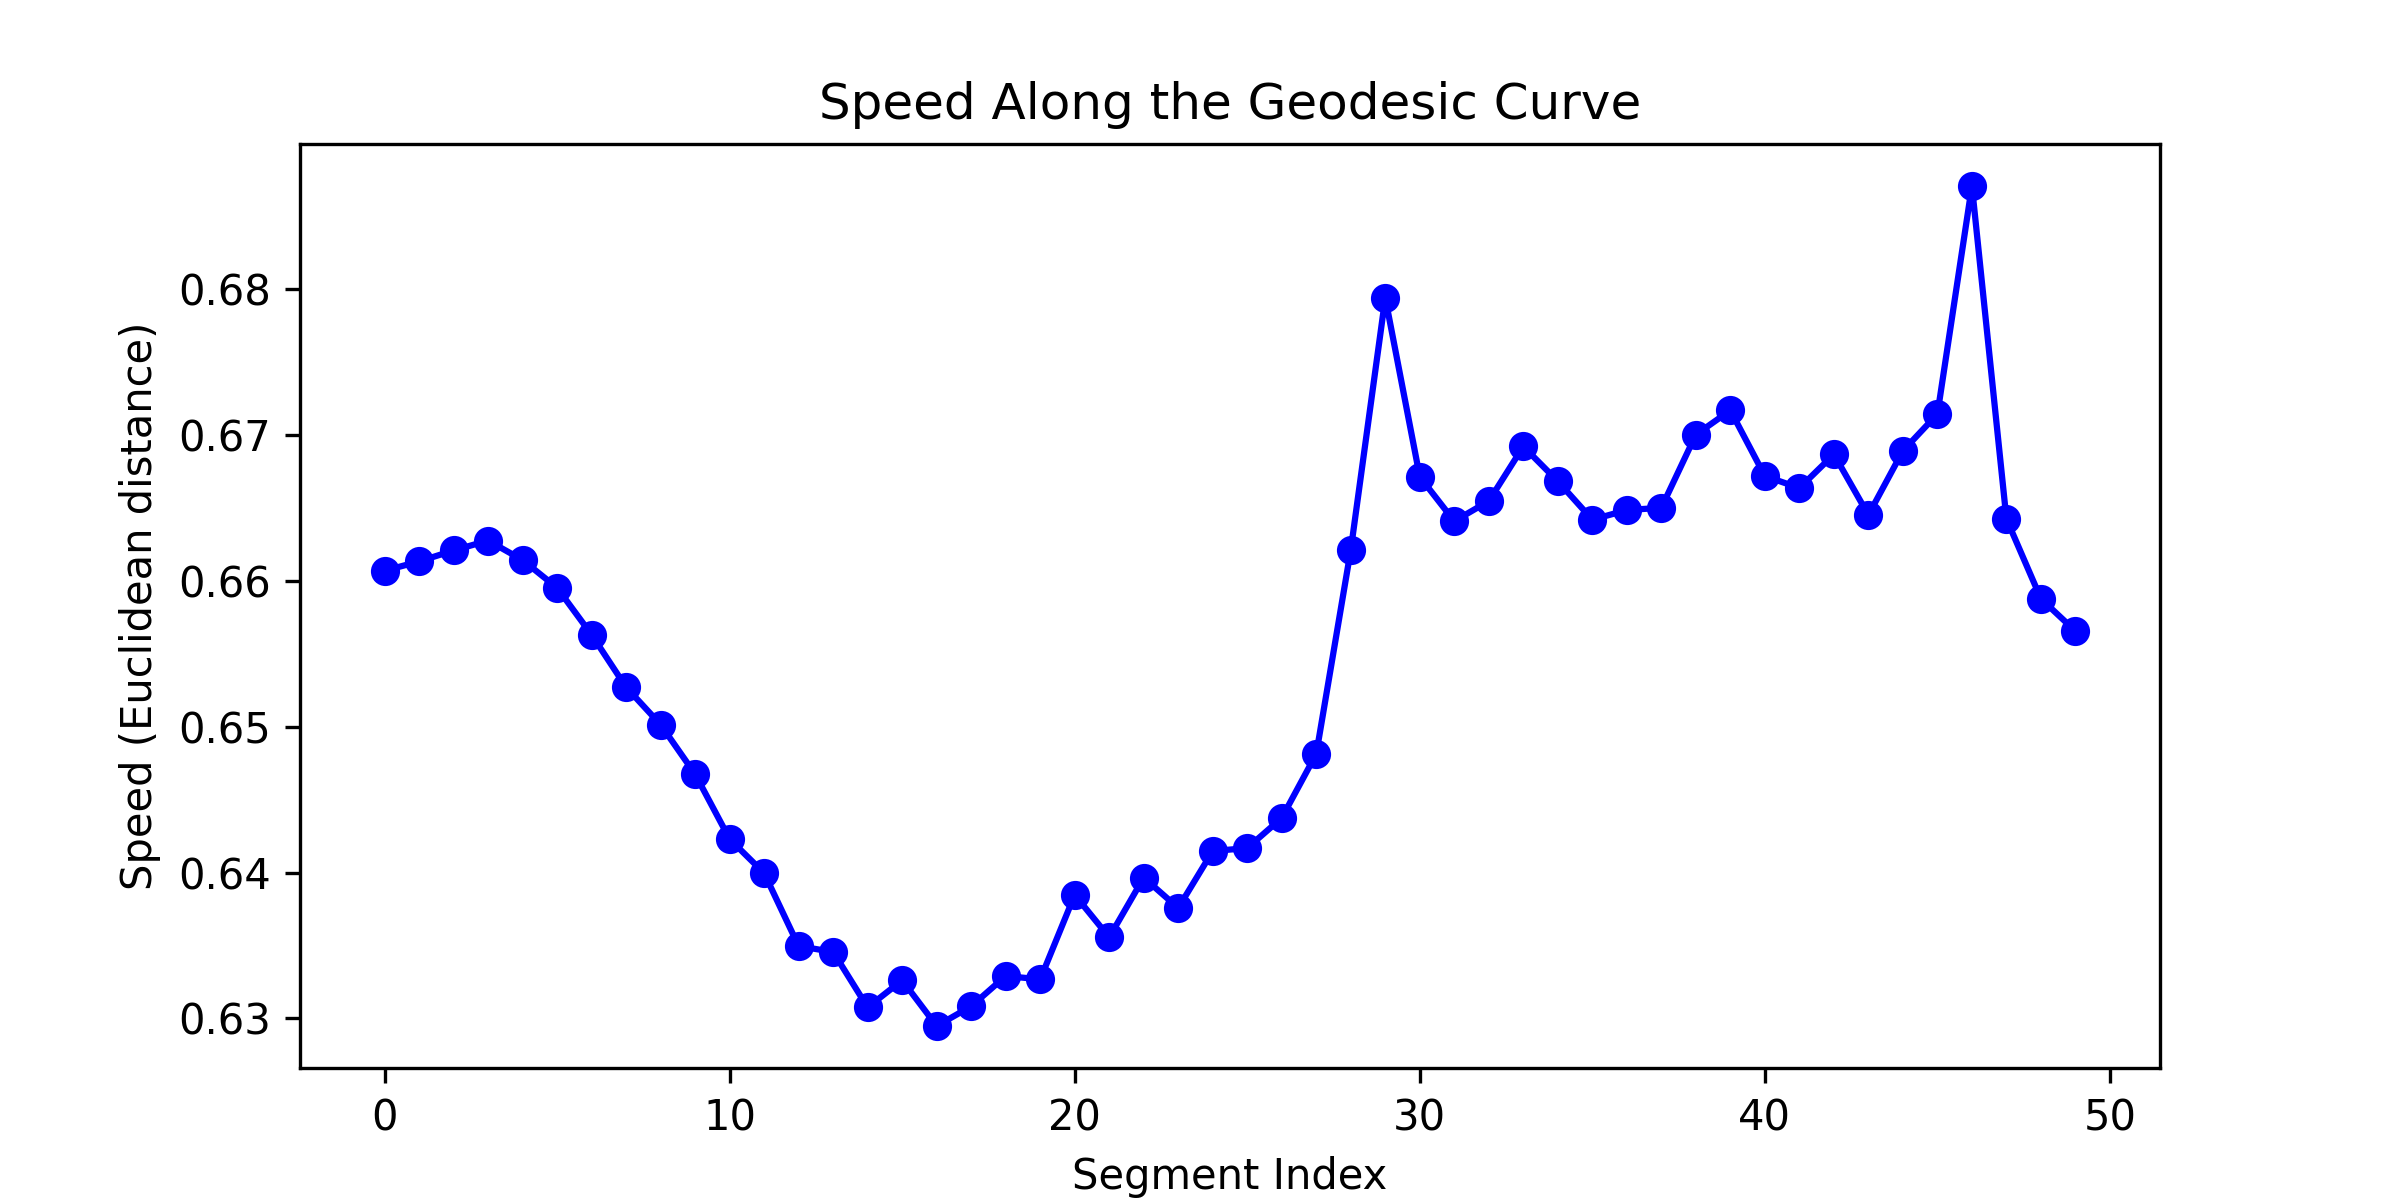 Speed Along the Geodesic Curve
Speed (Euclidean distance)
0.68
0.67
0.66
0.65
0.64
0.63
0 10 20 30 40 50
Segment Index